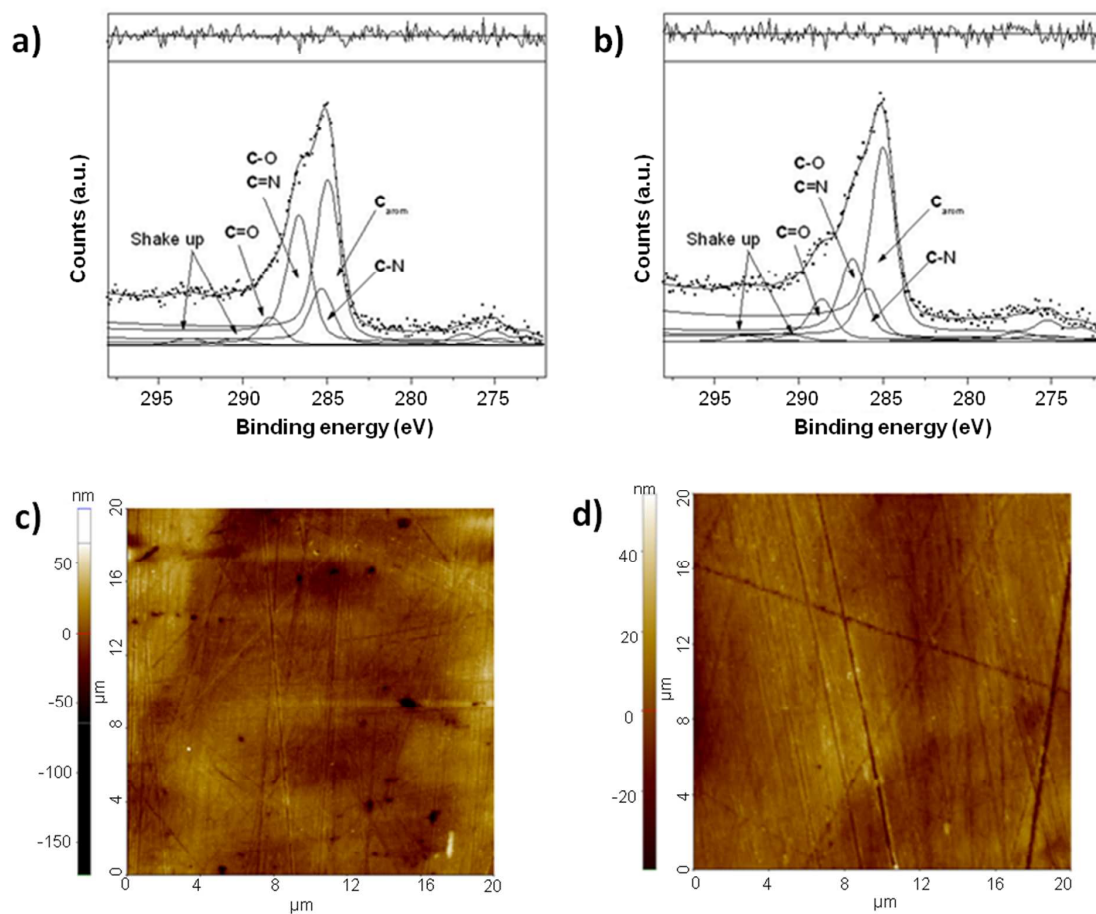 a)
C-O
C=N
C=O
Shake up
C arom
C-N
Counts (a.u.)
295 290 285 280 275
Binding energy (eV)
b)
C-O
C=N
C=O
Shake up
C arom
C-N
Counts (a.u.)
295 290 285 280 275
Binding energy (eV)
c)
nm
50
0
-50
-100
-150
20
16
12
8
4
0
µm
0 4 8 12 16 20
µm
d)
nm
40
20
0
-20
20
16
12
8
4
0
µm
0 4 8 12 16 20
µm